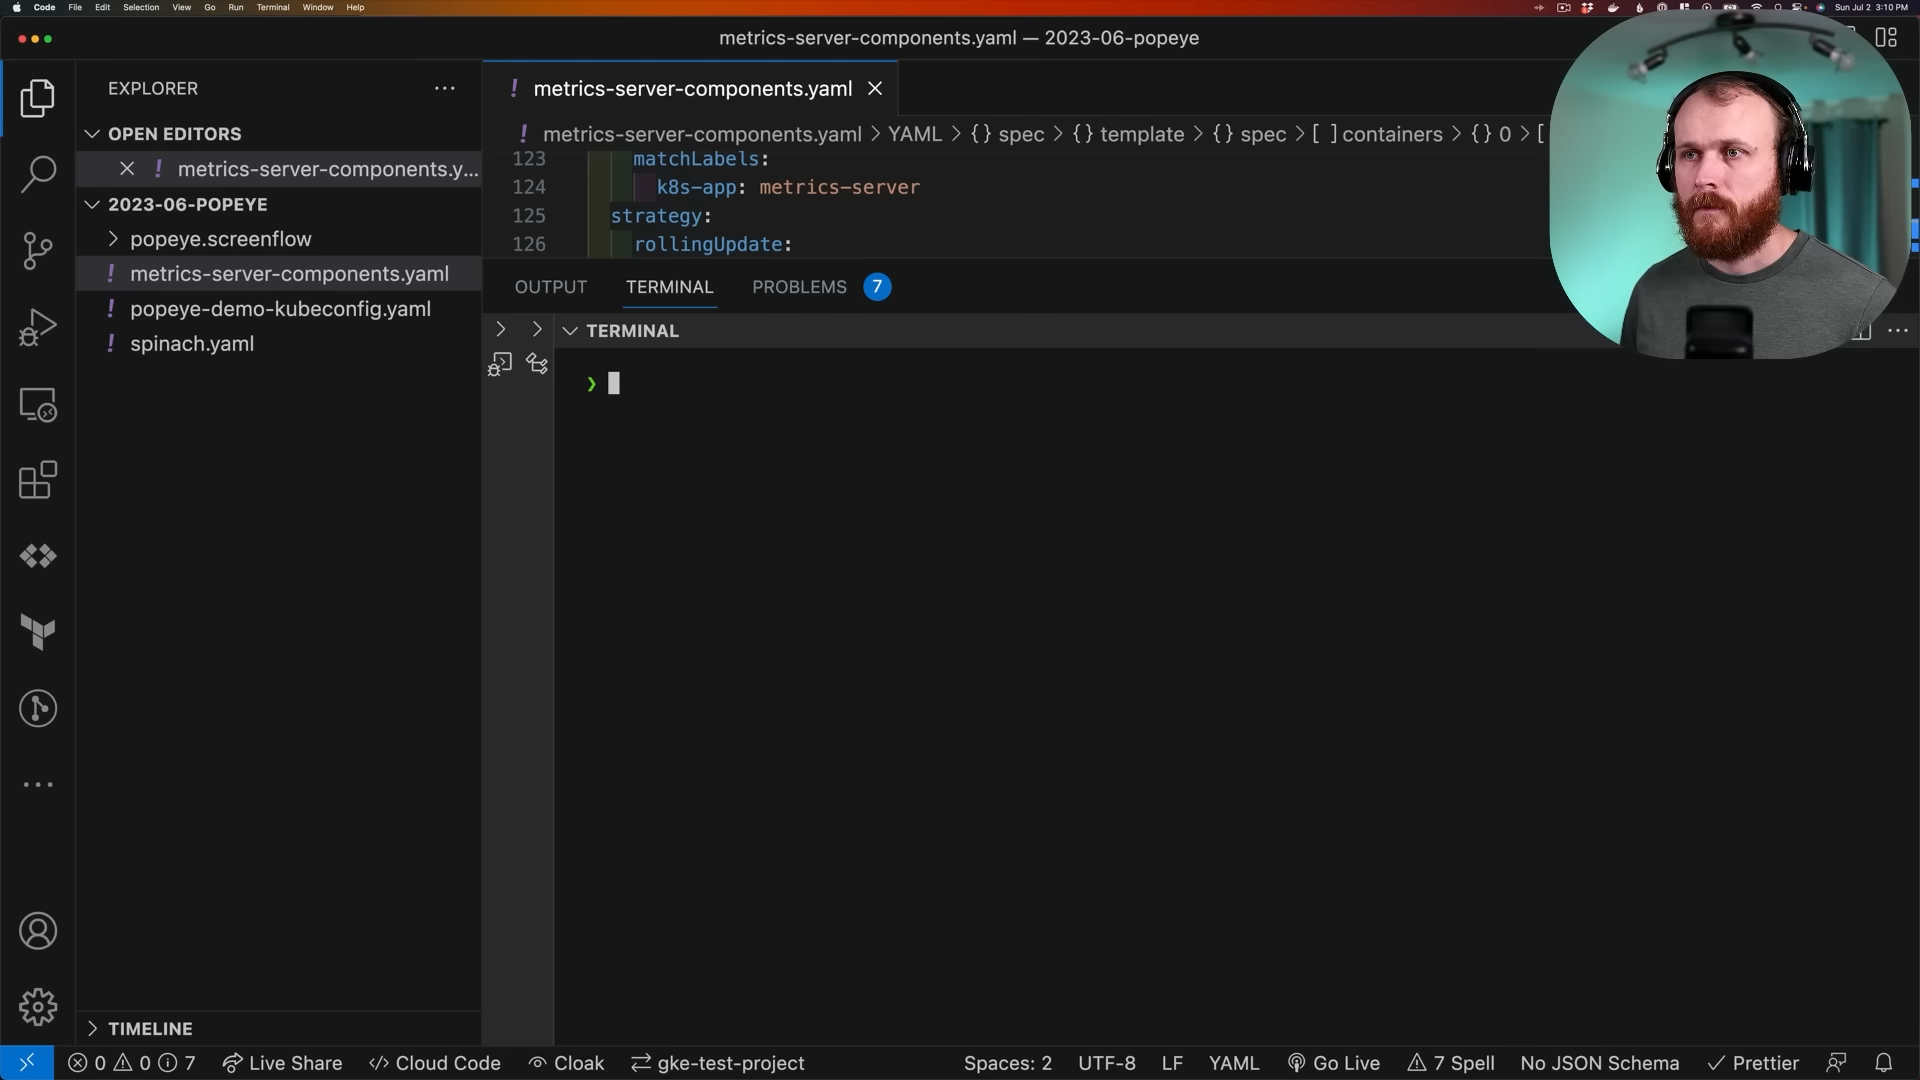 Code File Edit Selection View Go Run Terminal Window Help
Sun Jul 2 3:10 PM
metrics-server-components.yaml — 2023-06-popeye
EXPLORER
OPEN EDITORS
metrics-server-components.y...
2023-06-POPEYE
popeye.screenflow
metrics-server-components.yaml
popeye-demo-kubeconfig.yaml
spinach.yaml
TIMELINE
metrics-server-components.yaml
metrics-server-components.yaml > YAML > {} spec > {} template > {} spec > [ ] containers > {} 0 > [
123 matchLabels:
124 k8s-app: metrics-server
125 strategy:
126 rollingUpdate:
OUTPUT TERMINAL PROBLEMS 7
TERMINAL
❯
0 0 7 Live Share Cloud Code Cloak gke-test-project Spaces: 2 UTF-8 LF YAML Go Live 7 Spell No JSON Schema Prettier